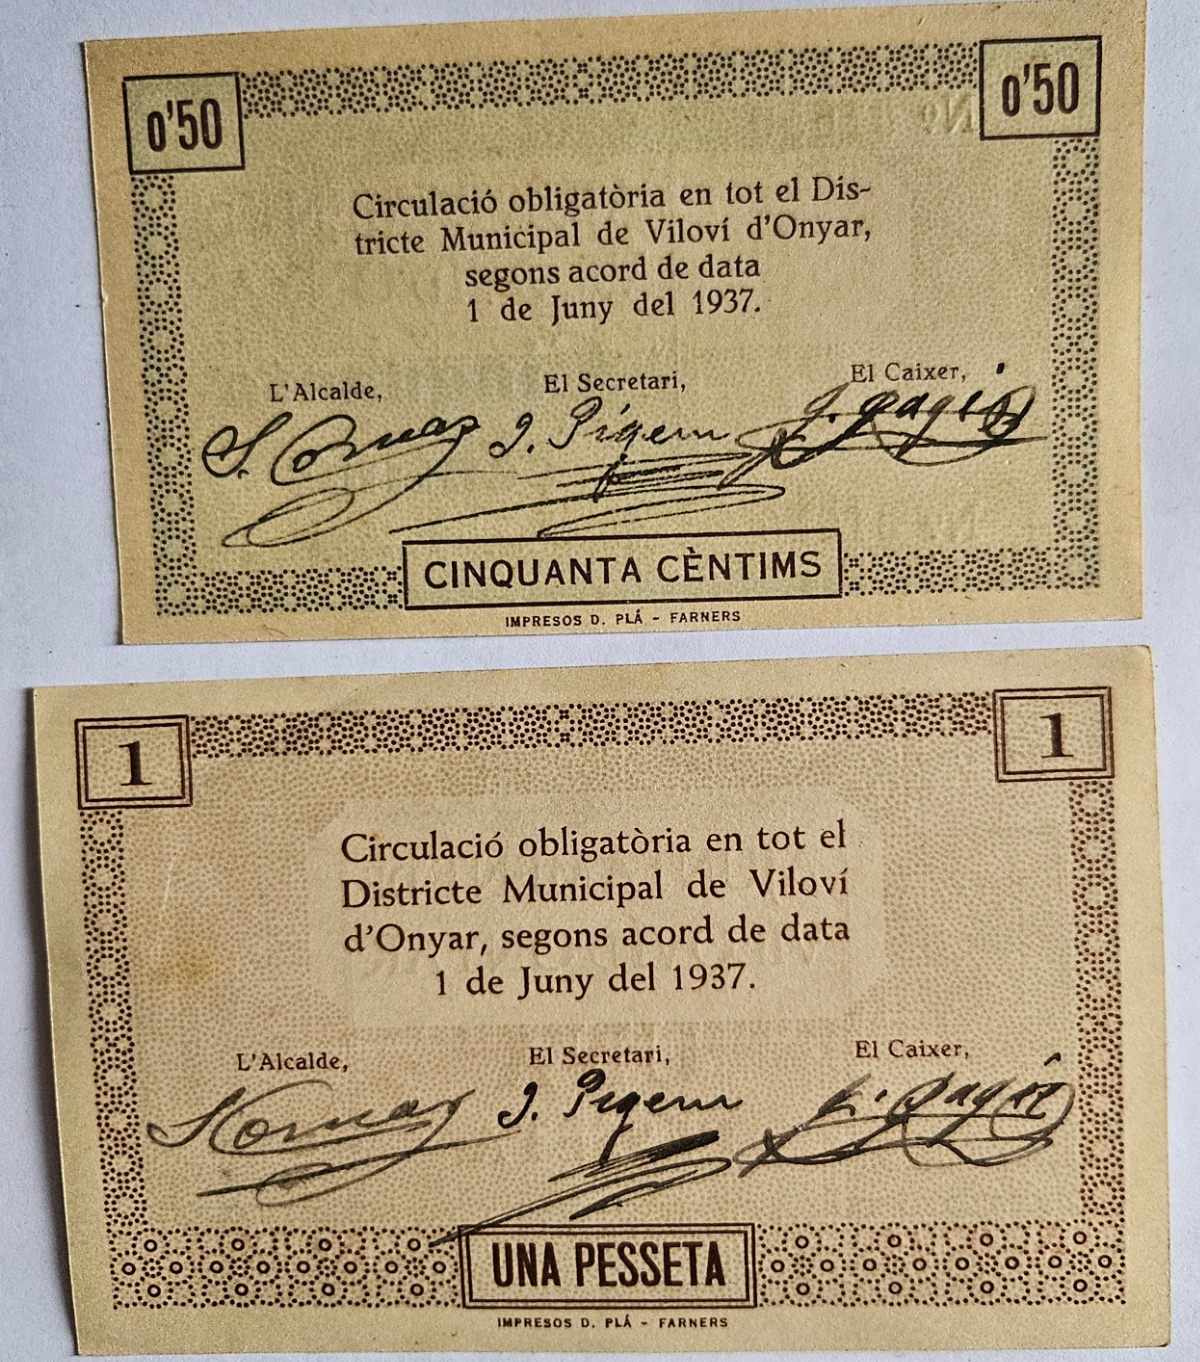 0'50
0'50
Circulació obligatòria en tot el Dis-
tricte Municipal de Viloví d'Onyar,
segons acord de data
1 de Juny del 1937.
L'Alcalde,
El Secretari,
El Caixer,
J. Pigem
CINQUANTA CÈNTIMS
IMPRESOS D. PLÁ - FARNERS
1
1
Circulació obligatòria en tot el
Districte Municipal de Viloví
d'Onyar, segons acord de data
1 de Juny del 1937.
L'Alcalde,
El Secretari,
El Caixer,
J. Pigem
UNA PESSETA
IMPRESOS D. PLÁ - FARNERS